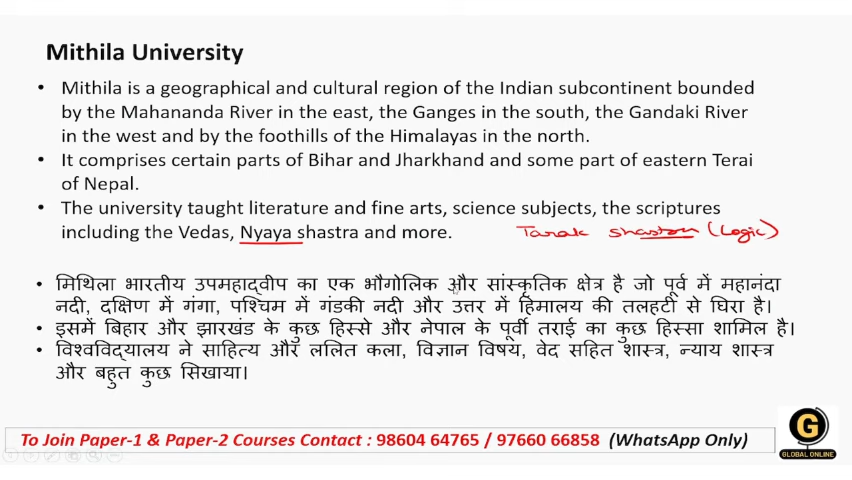 Mithila University
• Mithila is a geographical and cultural region of the Indian subcontinent bounded
by the Mahananda River in the east, the Ganges in the south, the Gandaki River
in the west and by the foothills of the Himalayas in the north.
• It comprises certain parts of Bihar and Jharkhand and some part of eastern Terai
of Nepal.
• The university taught literature and fine arts, science subjects, the scriptures
including the Vedas, Nyaya shastra and more. Tarak shastra (Logic)
• मिथिला भारतीय उपमहाद्वीप का एक भौगोलिक और सांस्कृतिक क्षेत्र है जो पूर्व में महानंदा
नदी, दक्षिण में गंगा, पश्चिम में गंडकी नदी और उत्तर में हिमालय की तलहटी से घिरा है।
• इसमें बिहार और झारखंड के कुछ हिस्से और नेपाल के पूर्वी तराई का कुछ हिस्सा शामिल है।
• विश्वविद्यालय ने साहित्य और ललित कला, विज्ञान विषय, वेद सहित शास्त्र, न्याय शास्त्र
और बहुत कुछ सिखाया।
To Join Paper-1 & Paper-2 Courses Contact : 98604 64765 / 97660 66858 (WhatsApp Only)
G
GLOBAL ONLINE